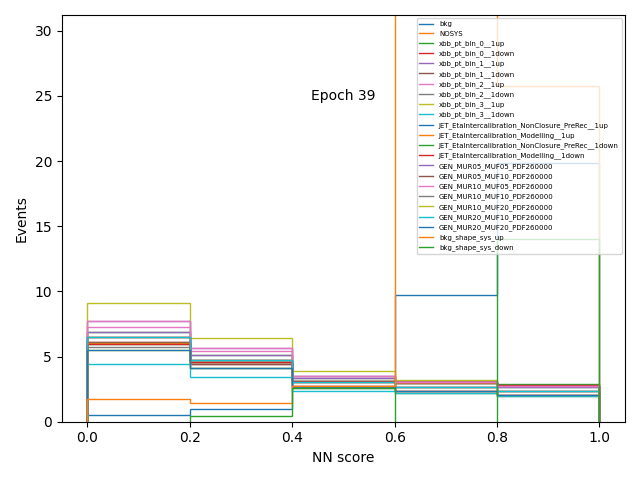 30
25
20
15
10
5
0
Events
Epoch 39
bkg
NOSYS
xbb_pt_bin_0__1up
xbb_pt_bin_0__1down
xbb_pt_bin_1__1up
xbb_pt_bin_1__1down
xbb_pt_bin_2__1up
xbb_pt_bin_2__1down
xbb_pt_bin_3__1up
xbb_pt_bin_3__1down
JET_EtaIntercalibration_NonClosure_PreRec__1up
JET_EtaIntercalibration_Modelling__1up
JET_EtaIntercalibration_NonClosure_PreRec__1down
JET_EtaIntercalibration_Modelling__1down
GEN_MUR05_MUF05_PDF260000
GEN_MUR05_MUF10_PDF260000
GEN_MUR10_MUF05_PDF260000
GEN_MUR10_MUF10_PDF260000
GEN_MUR10_MUF20_PDF260000
GEN_MUR20_MUF10_PDF260000
GEN_MUR20_MUF20_PDF260000
bkg_shape_sys_up
bkg_shape_sys_down
0.0 0.2 0.4 0.6 0.8 1.0
NN score